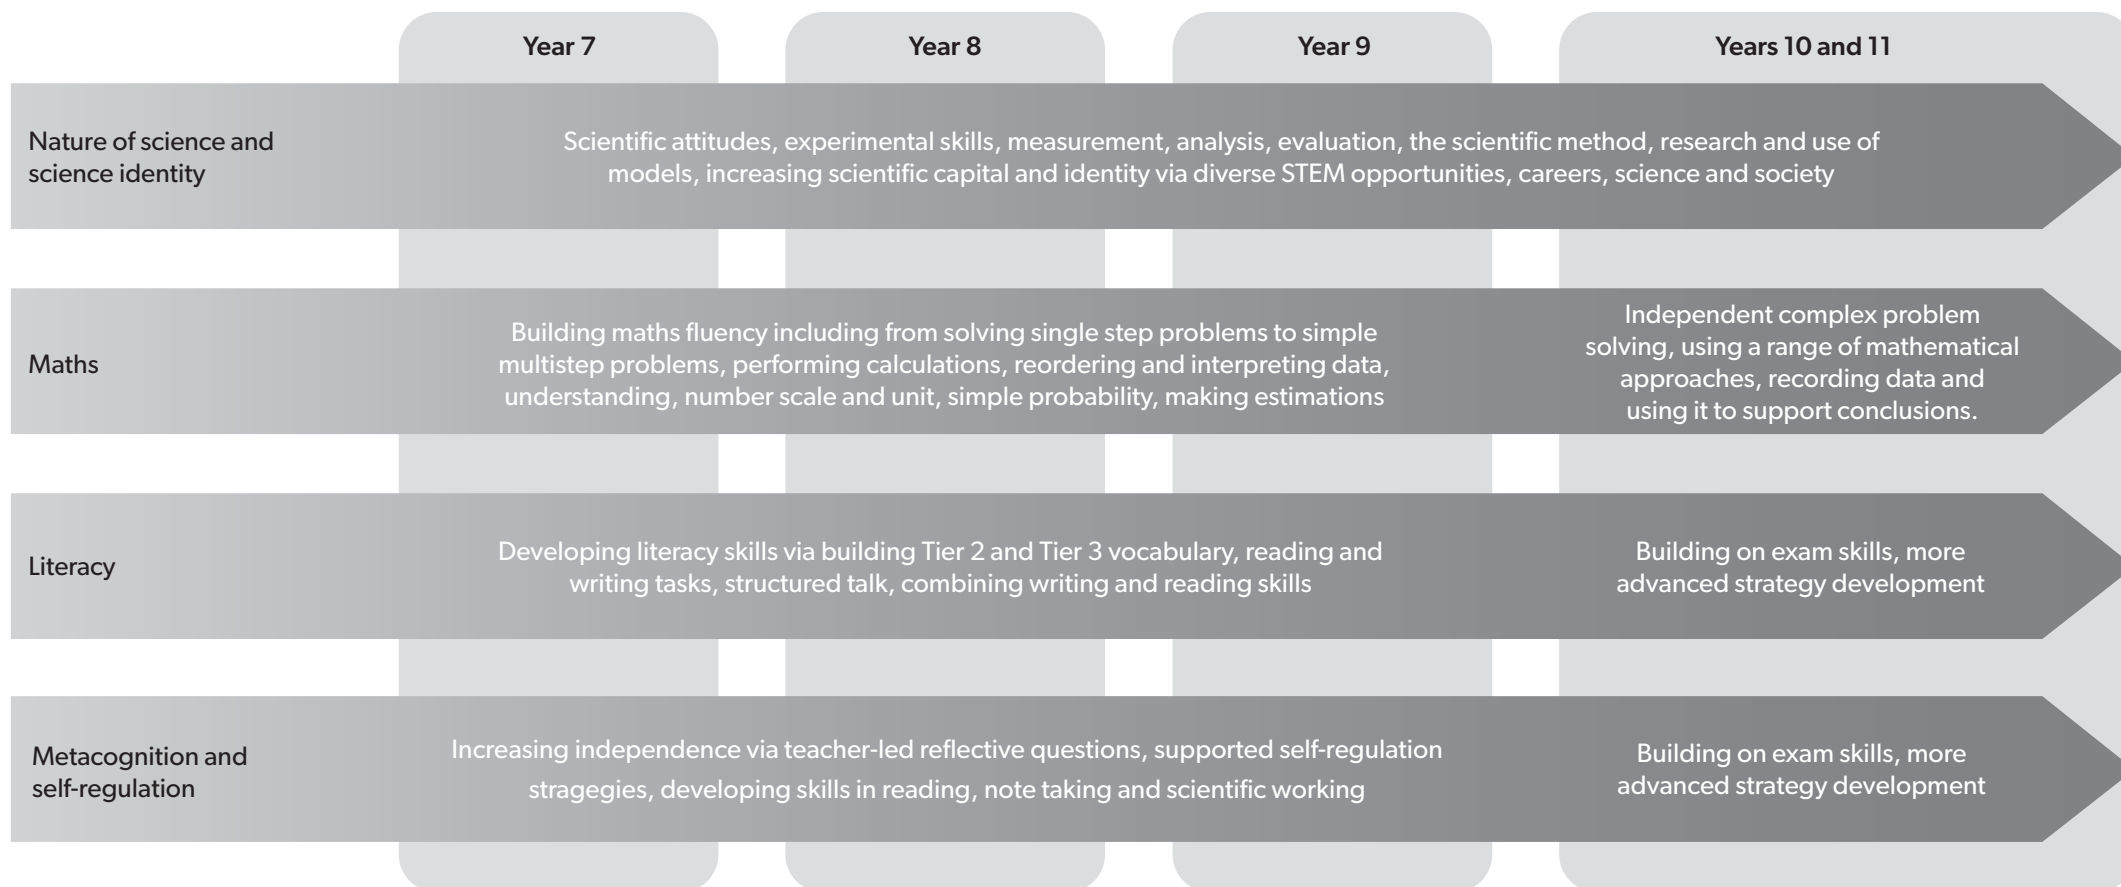 Year 7
Year 8
Year 9
Years 10 and 11
Nature of science and
science identity
Scientific attitudes, experimental skills, measurement, analysis, evaluation, the scientific method, research and use of
models, increasing scientific capital and identity via diverse STEM opportunities, careers, science and society
Maths
Building maths fluency including from solving single step problems to simple
multistep problems, performing calculations, reordering and interpreting data,
understanding, number scale and unit, simple probability, making estimations
Independent complex problem
solving, using a range of mathematical
approaches, recording data and
using it to support conclusions.
Literacy
Developing literacy skills via building Tier 2 and Tier 3 vocabulary, reading and
writing tasks, structured talk, combining writing and reading skills
Building on exam skills, more
advanced strategy development
Metacognition and
self-regulation
Increasing independence via teacher-led reflective questions, supported self-regulation
stragegies, developing skills in reading, note taking and scientific working
Building on exam skills, more
advanced strategy development